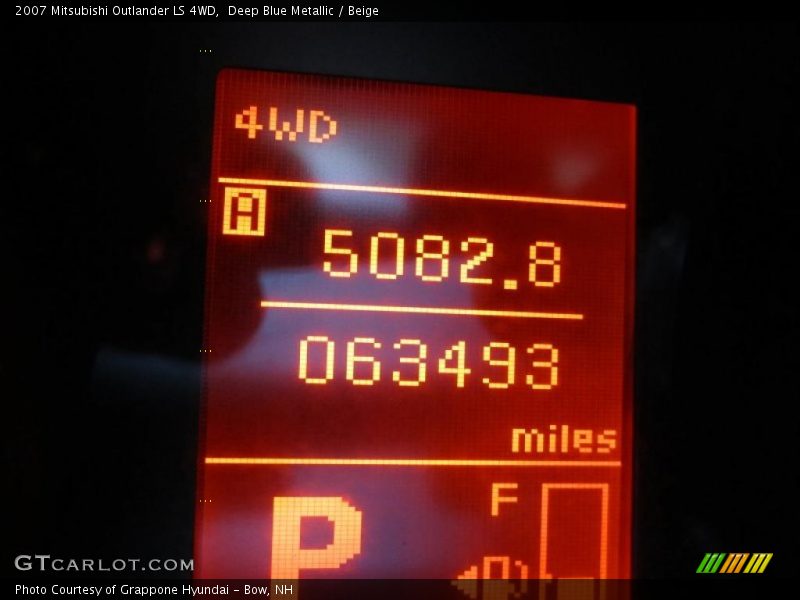 2007 Mitsubishi Outlander LS 4WD,  Deep Blue Metallic / Beige
4WD
A
5082.8
063493
miles
F
P
GTCARLOT.COM
Photo Courtesy of Grappone Hyundai - Bow, NH